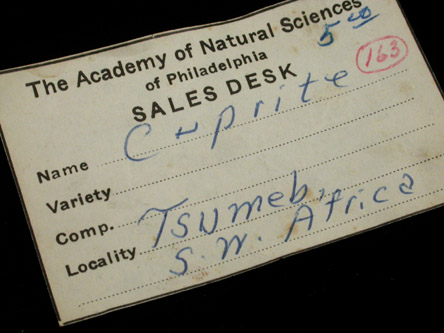 The Academy of Natural Sciences
of Philadelphia
5 00
163
SALES DESK
Name Cuprite
Variety
Comp.
Locality Tsumeb,
S.W. Africa